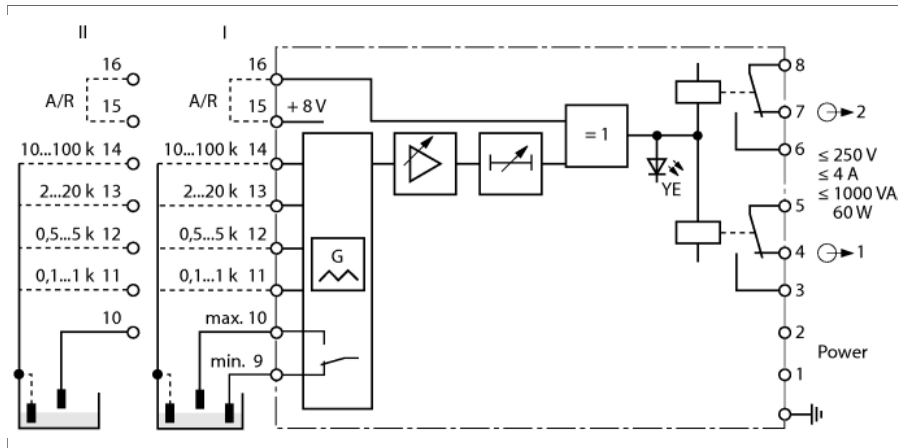 II I
16 16 8
A/R 15 A/R 15 + 8 V = 1 7 2
10...100 k 14 10...100 k 14 6
≤ 250 V
2...20 k 13 2...20 k 13 YE ≤ 4 A
≤ 1000 VA,
5 60 W
0,5...5 k 12 0,5...5 k 12
G 4 1
0,1...1 k 11 0,1...1 k 11 3
10 max. 10 2
Power
min. 9 1